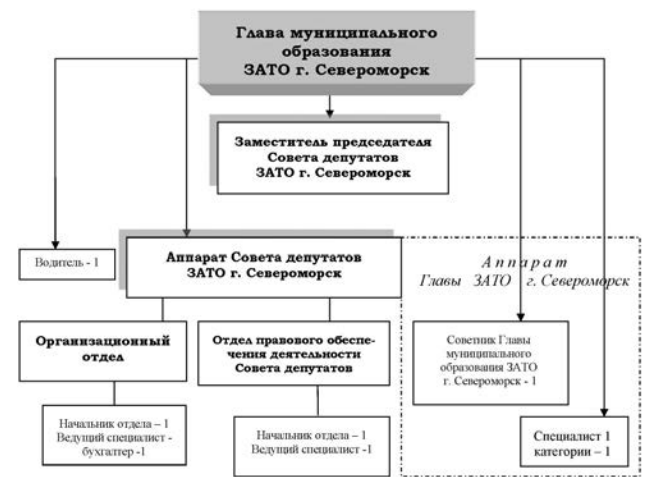 Глава муниципального
образования
ЗАТО г. Североморск
Заместитель председателя
Совета депутатов
ЗАТО г. Североморск
Водитель - 1
Аппарат Совета депутатов
ЗАТО г. Североморск
Аппарат
Главы ЗАТО г. Североморск
Организационный
отдел
Отдел правового обеспе-
чения деятельности
Совета депутатов
Советник Главы
муниципального
образования ЗАТО
г. Североморск - 1
Начальник отдела – 1
Ведущий специалист -
бухгалтер -1
Начальник отдела – 1
Ведущий специалист -1
Специалист 1
категории – 1